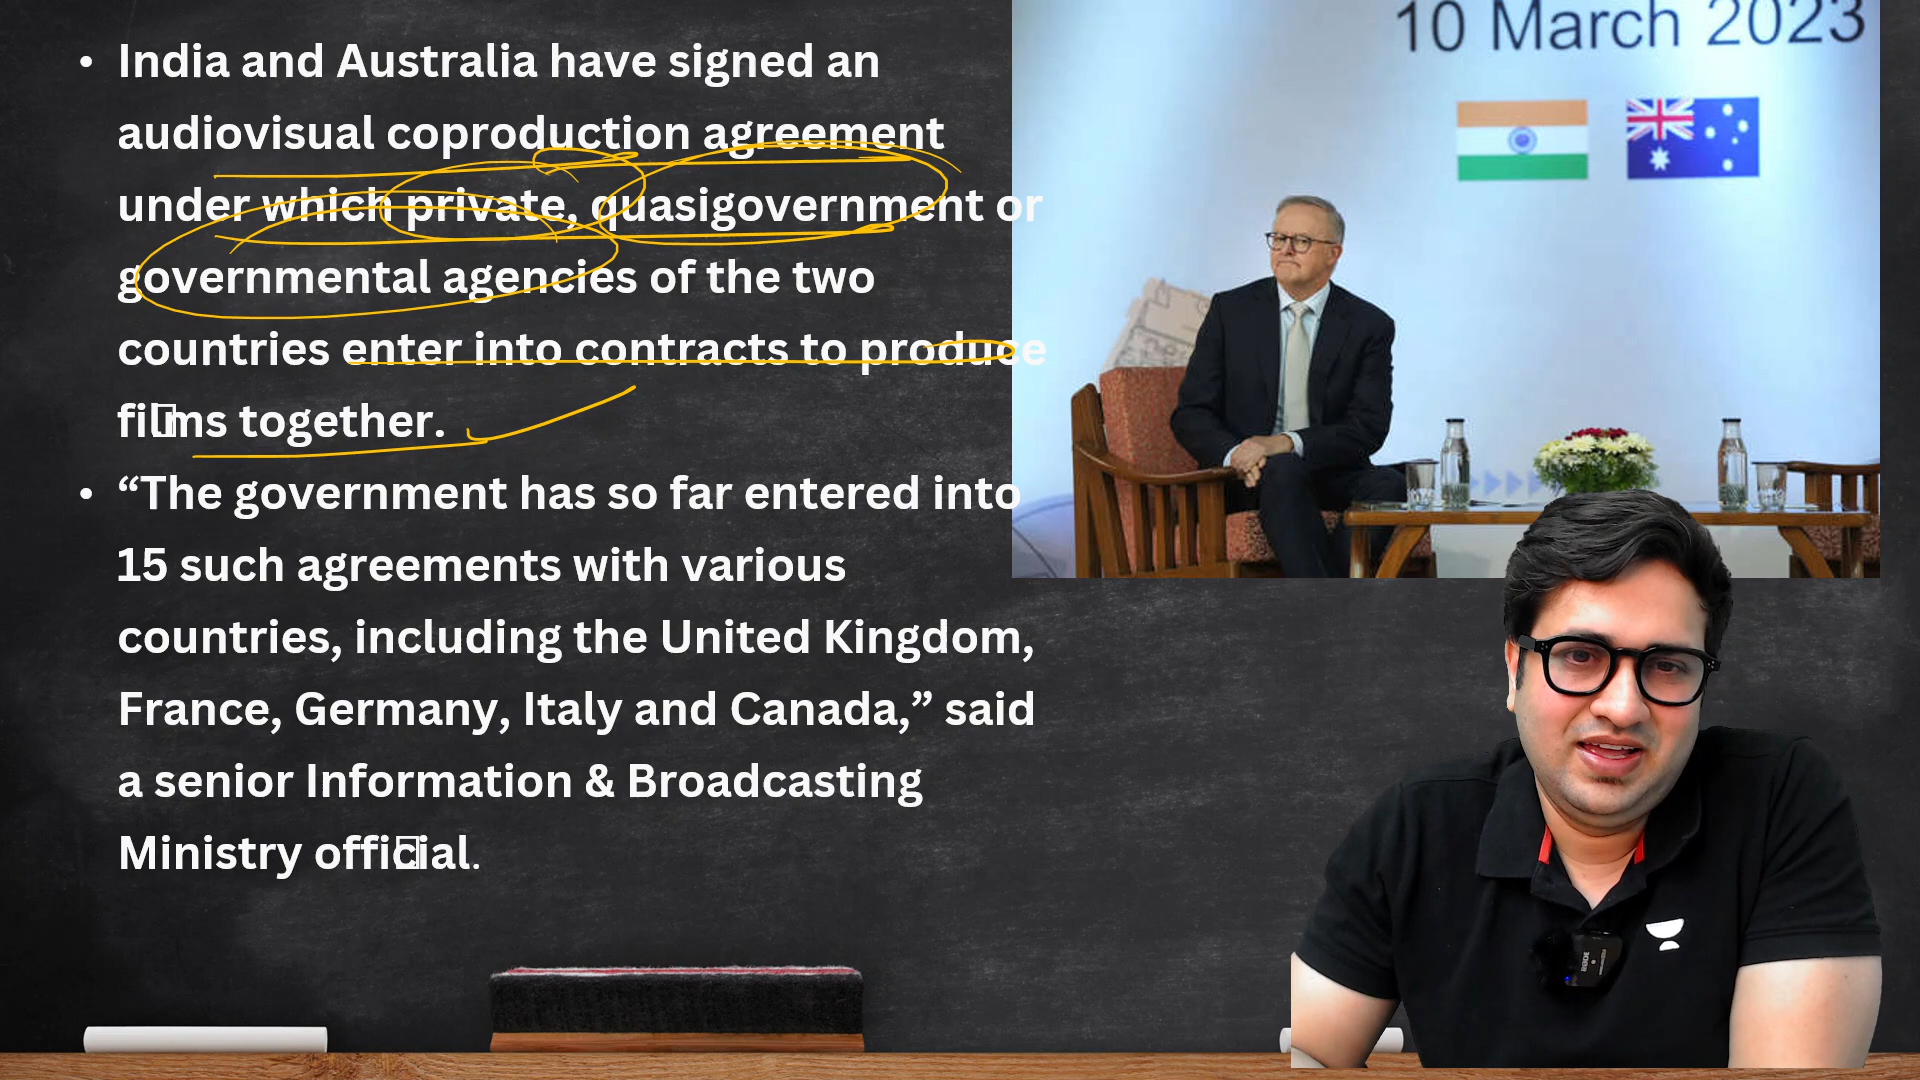 • India and Australia have signed an
audiovisual coproduction agreement
under which private, quasigovernment or
governmental agencies of the two
countries enter into contracts to produce
films together.
• “The government has so far entered into
15 such agreements with various
countries, including the United Kingdom,
France, Germany, Italy and Canada,” said
a senior Information & Broadcasting
Ministry official.
10 March 2023
RODE